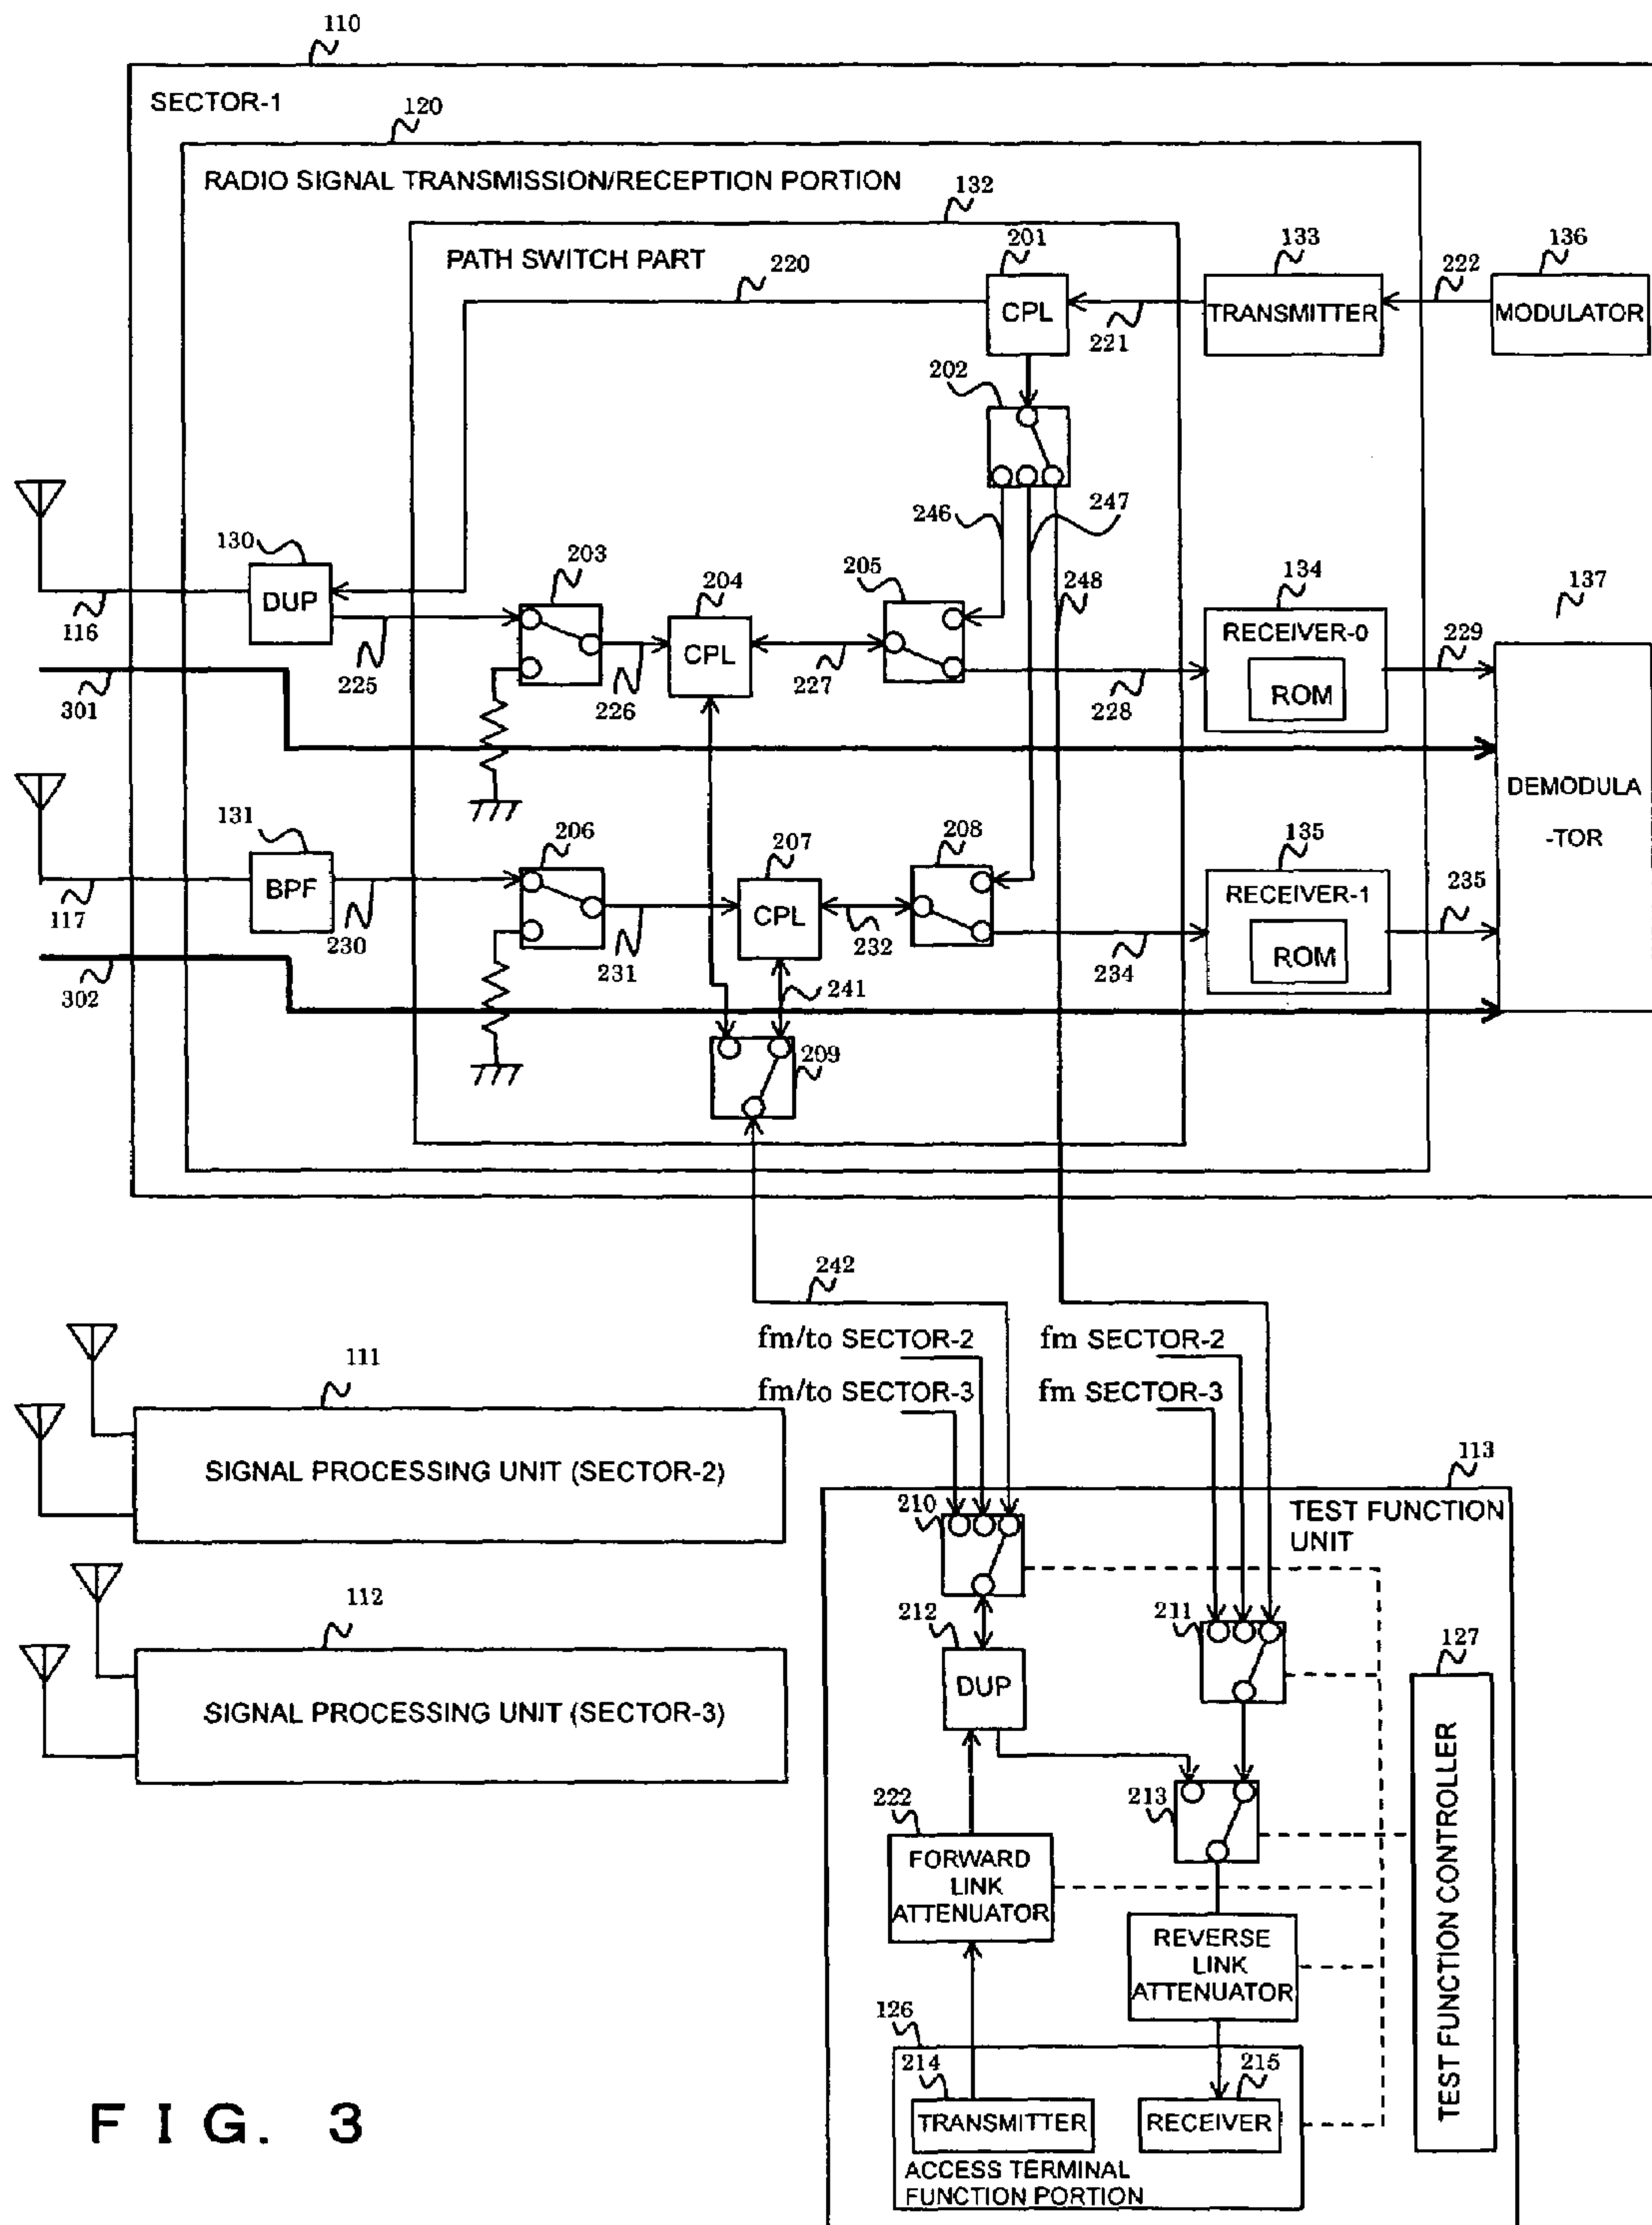 110
SECTOR-1
120
RADIO SIGNAL TRANSMISSION/RECEPTION PORTION
132
PATH SWITCH PART
220
201
CPL
221
133
TRANSMITTER
222
136
MODULATOR
202
246
247
248
130
DUP
116
225
203
226
204
CPL
227
205
228
134
RECEIVER-0
ROM
229
137
DEMODULA
-TOR
301
131
BPF
117
230
206
231
207
CPL
232
208
234
135
RECEIVER-1
ROM
235
302
241
209
242
fm/to SECTOR-2
fm/to SECTOR-3
fm SECTOR-2
fm SECTOR-3
111
SIGNAL PROCESSING UNIT (SECTOR-2)
112
SIGNAL PROCESSING UNIT (SECTOR-3)
113
TEST FUNCTION
UNIT
210
212
DUP
211
127
TEST FUNCTION CONTROLLER
213
222
FORWARD
LINK
ATTENUATOR
REVERSE
LINK
ATTENUATOR
126
214
TRANSMITTER
215
RECEIVER
ACCESS TERMINAL
FUNCTION PORTION
FIG. 3